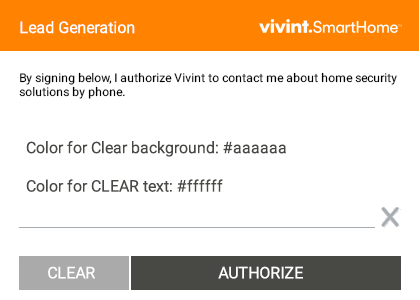 Lead Generation
vivint.SmartHome™
By signing below, I authorize Vivint to contact me about home security
solutions by phone.
Color for Clear background: #aaaaaa
Color for CLEAR text: #ffffff
CLEAR
AUTHORIZE